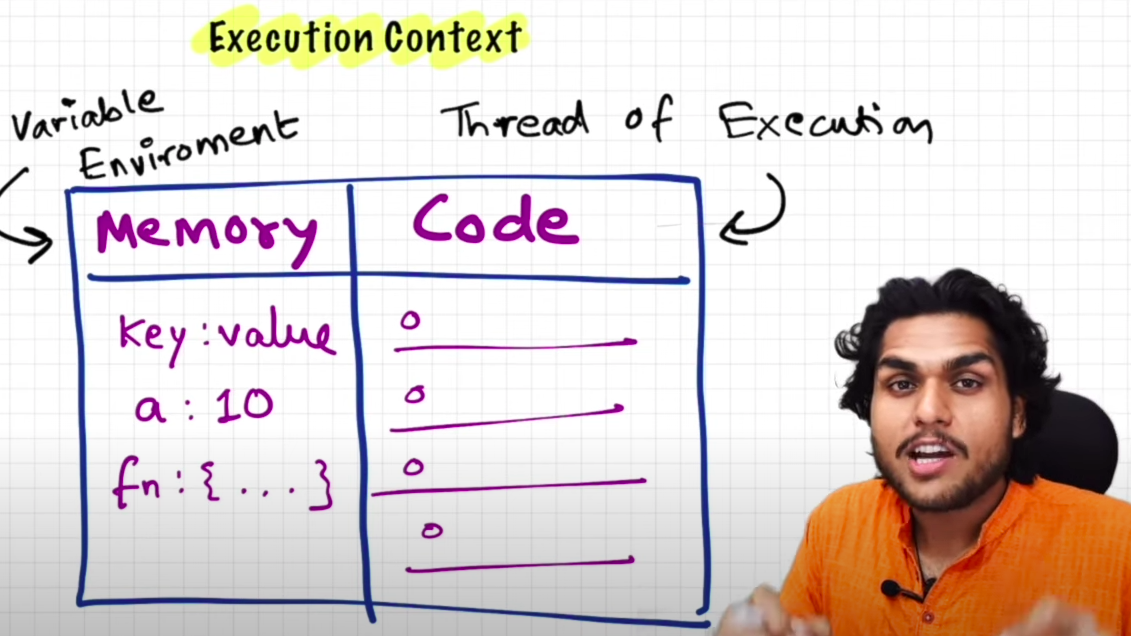 Execution Context
Variable
Enviroment
Thread of Execution
Memory
Code
key : value
a : 10
fn : { . . . }